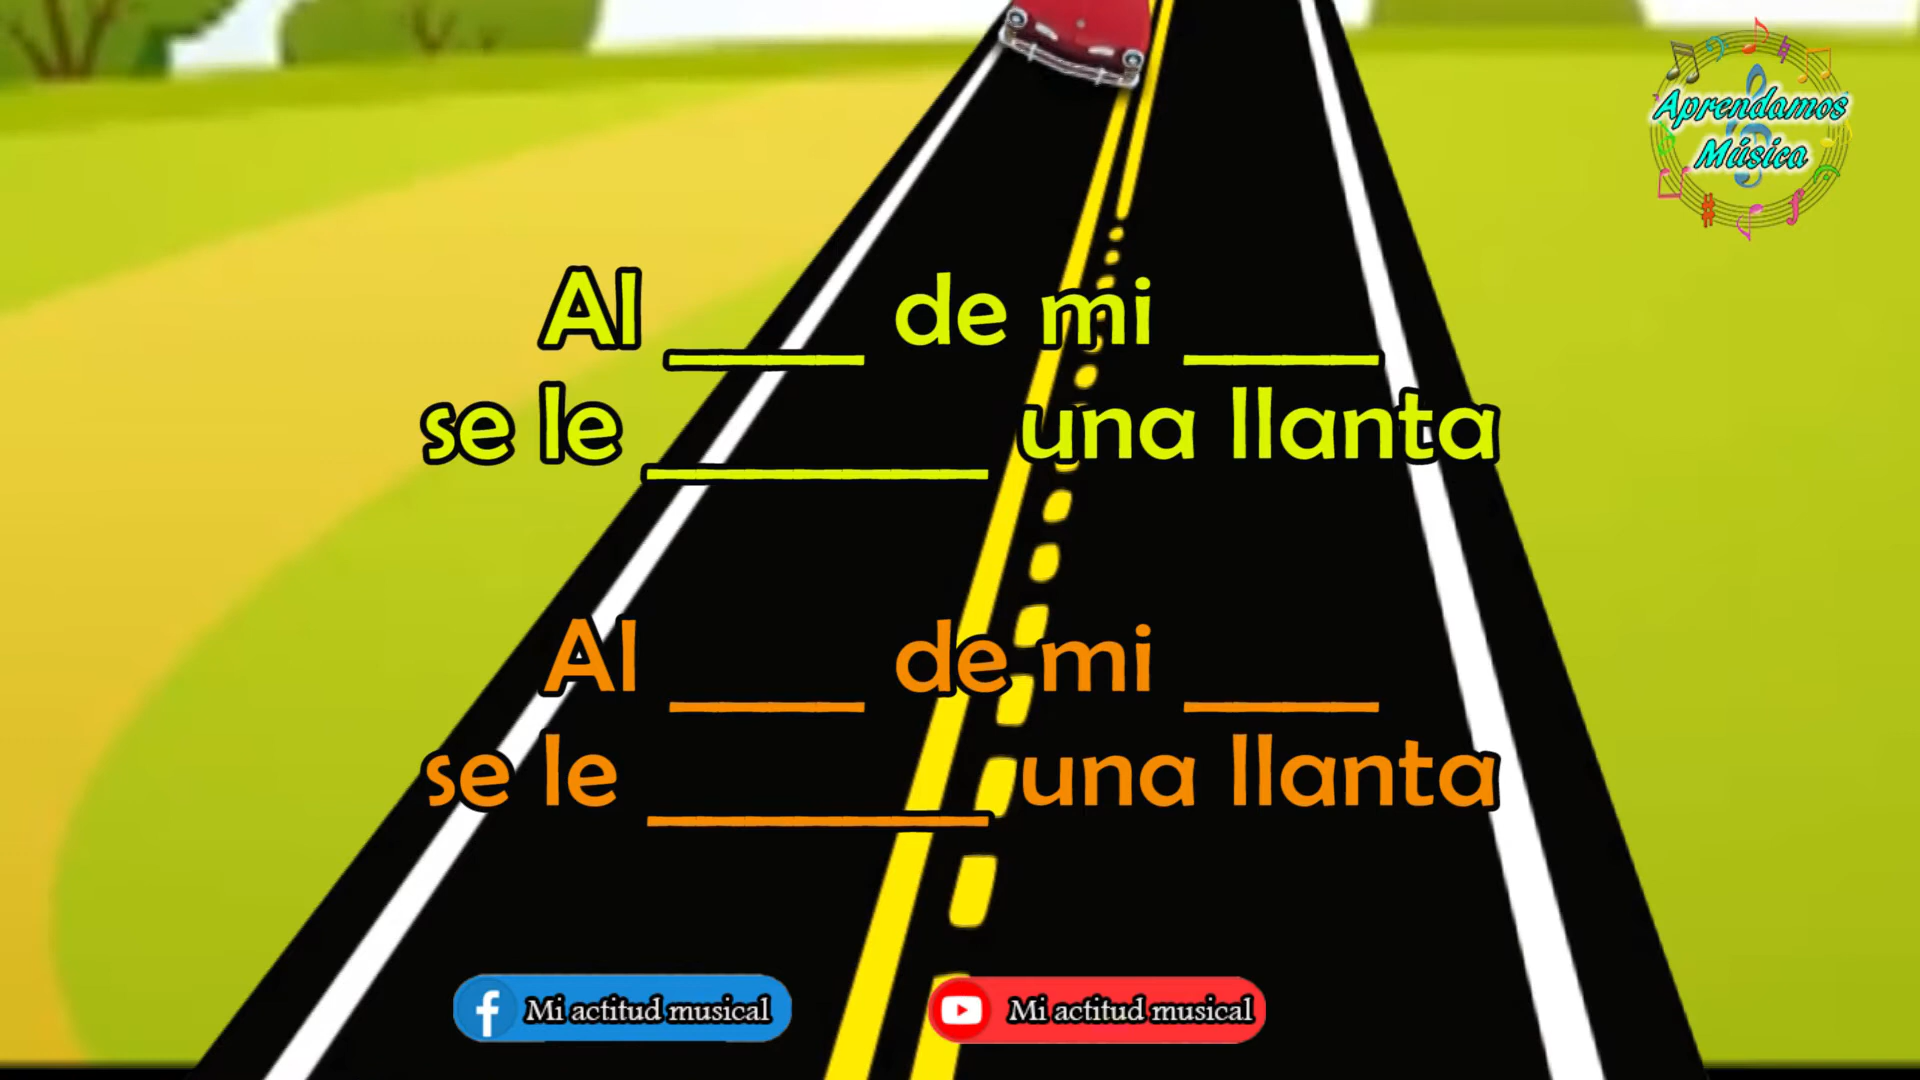 Aprendamos
Música
Al ____ de mi ____
se le _______ una llanta
Al ____ de mi ____
se le _______ una llanta
Mi actitud musical
Mi actitud musical